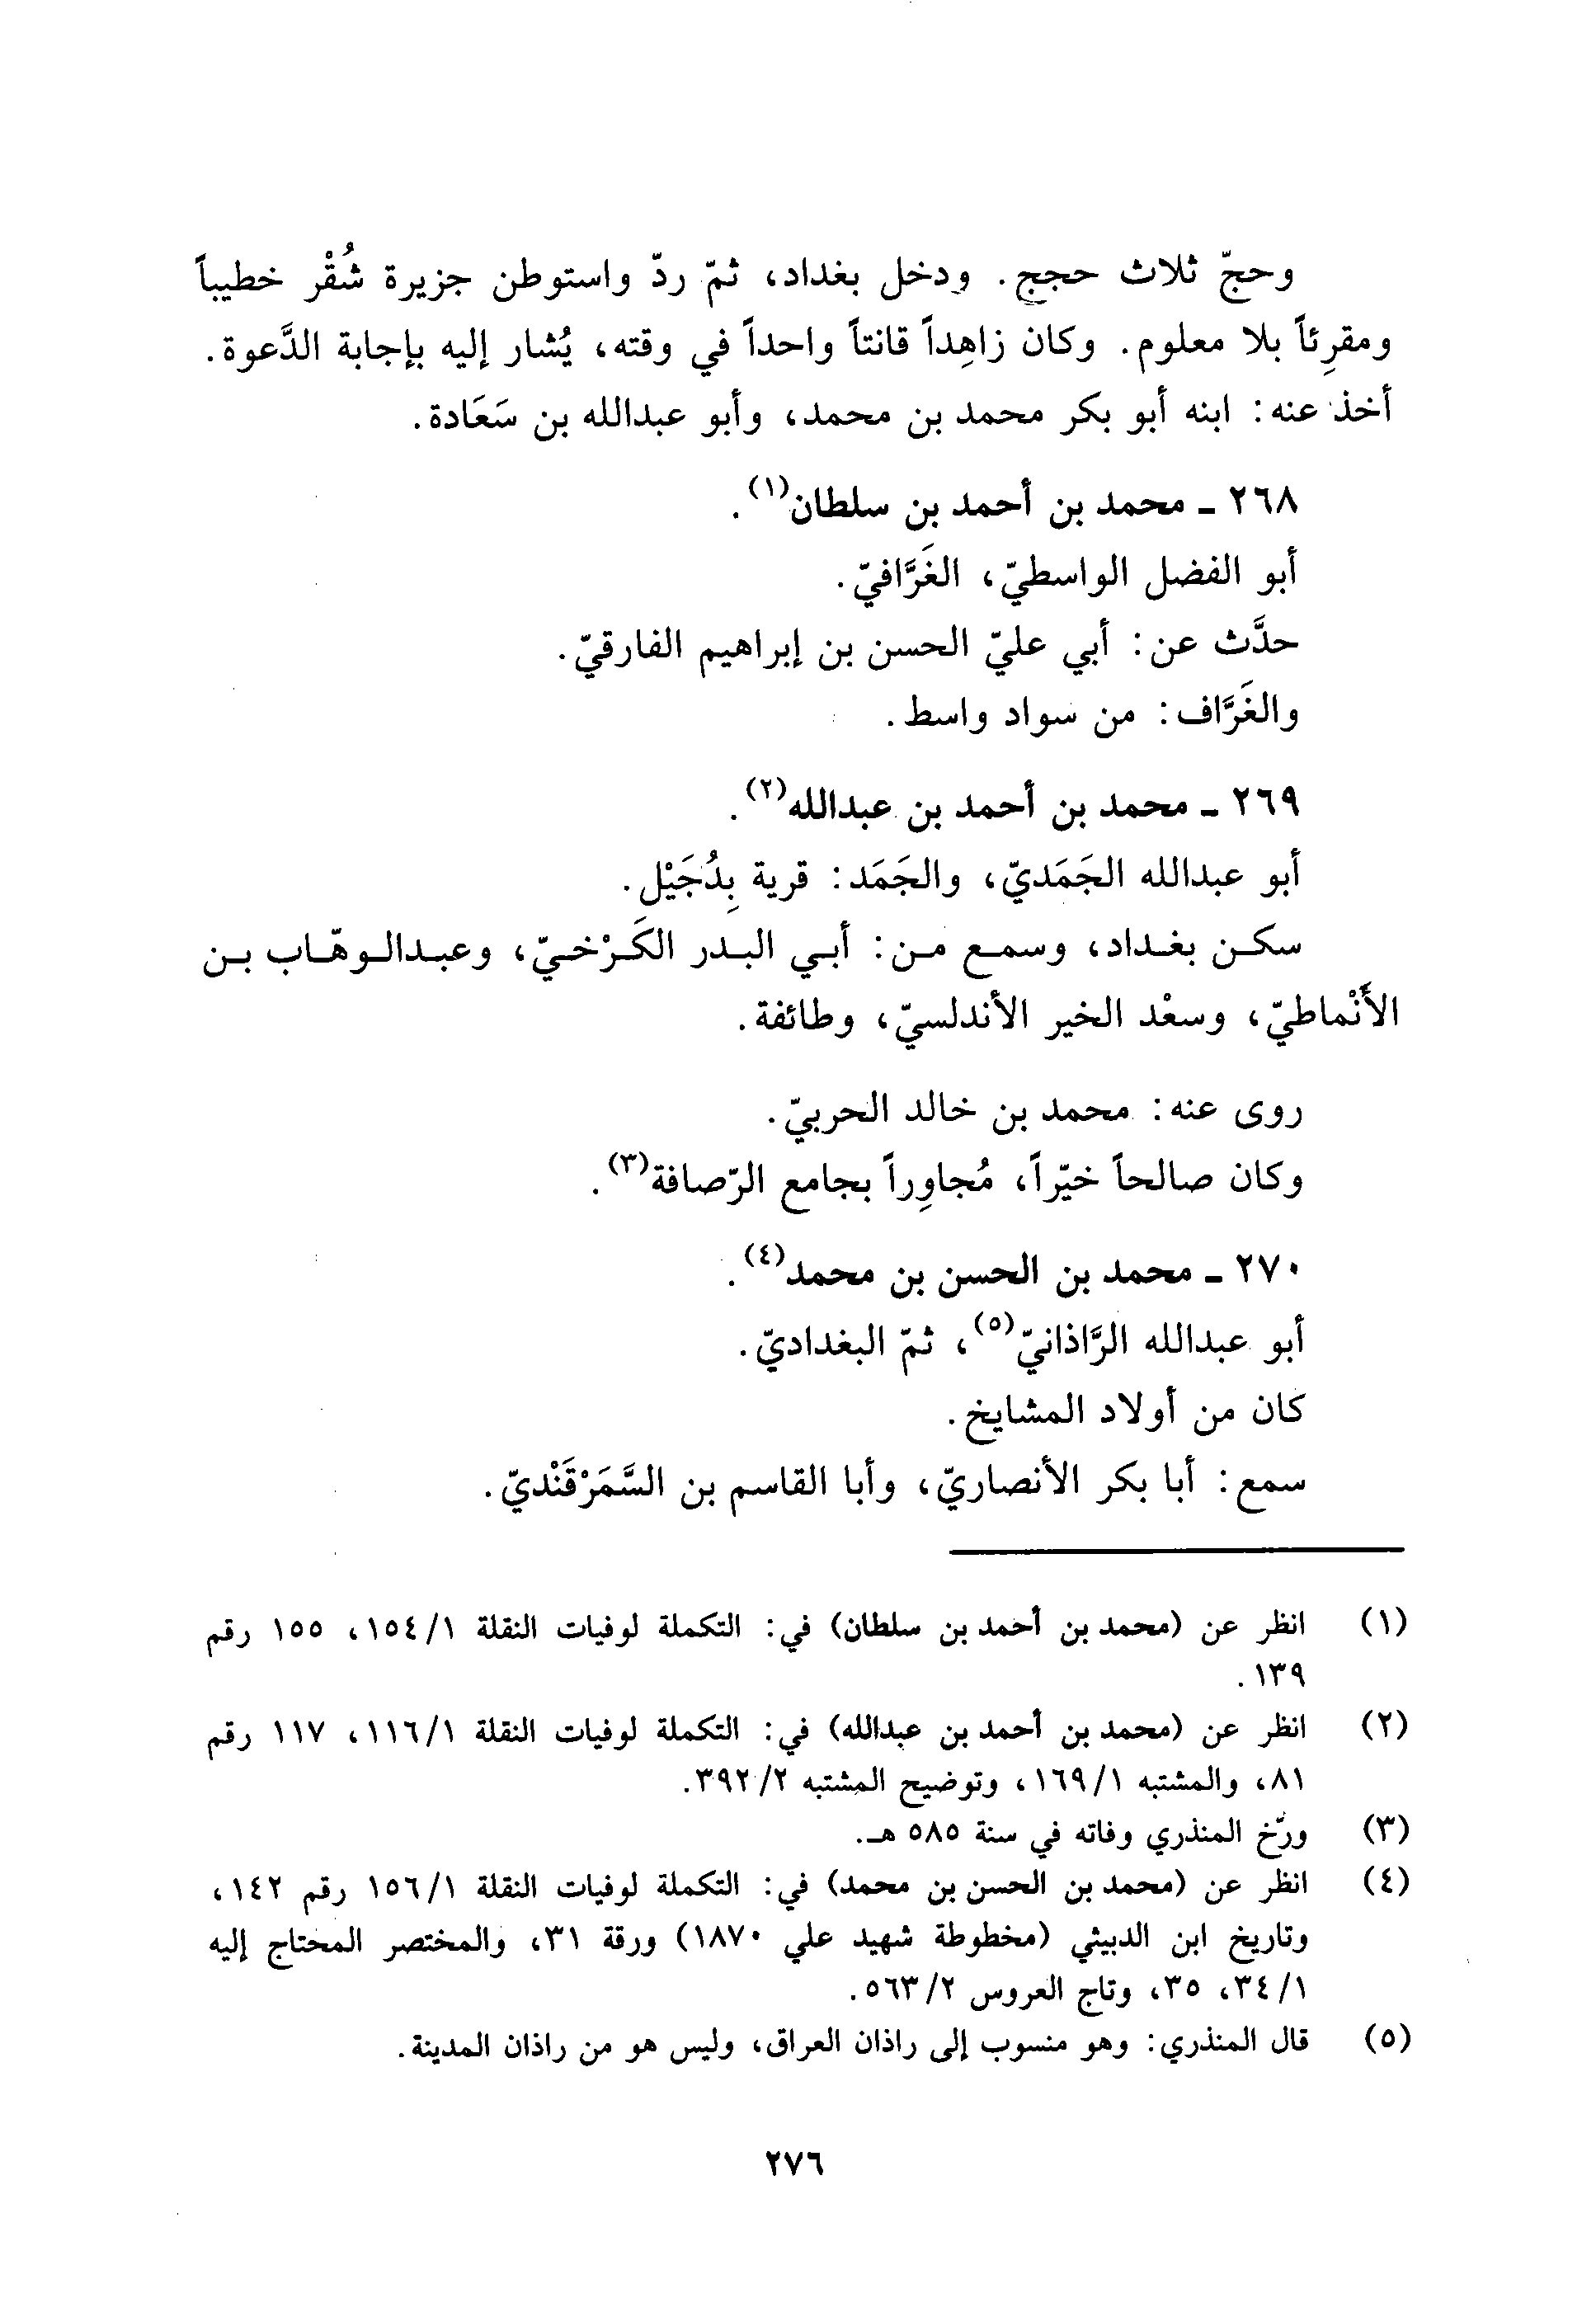 وحجّ ثلاث حجج. ودخل بغداد، ثمّ ردّ واستوطن جزيرة شُقْر خطيباً
ومقرِئاً بلا معلوم. وكان زاهِداً قانتاً واحداً في وقته، يُشار إليه بإجابة الدَّعوة.
أخذ عنه: ابنه أبو بكر محمد بن محمد، وأبو عبدالله بن سَعَادة.
٢٦٨ ـ محمد بن أحمد بن سلطان(١).
أبو الفضل الواسطيّ، الغَرَّافيّ.
حدَّث عن: أبي عليّ الحسن بن إبراهيم الفارقيّ.
والغَرَّاف: من سواد واسط.
٢٦٩ ـ محمد بن أحمد بن عبدالله(٢).
أبو عبدالله الجَمَديّ، والجَمَد: قرية بِدُجَيْل.
سكـن بغـداد، وسمـع مـن: أبـي البـدر الكَـرْخـيّ، وعبـدالـوهّـاب بـن
الأَنْماطيّ، وسعْد الخير الأندلسيّ، وطائفة.
روى عنه: محمد بن خالد الحربيّ.
وكان صالحاً خيّراً، مُجاوِراً بجامع الرّصافة(٣).
٢٧٠ ـ محمد بن الحسن بن محمد(٤).
أبو عبدالله الرَّاذانيّ(٥)، ثمّ البغداديّ.
كان من أولاد المشايخ.
سمع: أبا بكر الأنصاريّ، وأبا القاسم بن السَّمَرْقَنْديّ.
(١) انظر عن (محمد بن أحمد بن سلطان) في: التكملة لوفيات النقلة ١/١٥٤، ١٥٥ رقم
١٣٩.
(٢) انظر عن (محمد بن أحمد بن عبدالله) في: التكملة لوفيات النقلة ١/١١٦، ١١٧ رقم
٨١، والمشتبه ١/١٦٩، وتوضيح المشتبه ٢/٣٩٢.
(٣) ورّخ المنذري وفاته في سنة ٥٨٥ هـ.
(٤) انظر عن (محمد بن الحسن بن محمد) في: التكملة لوفيات النقلة ١/١٥٦ رقم ١٤٢،
وتاريخ ابن الدبيثي (مخطوطة شهيد علي ١٨٧٠) ورقة ٣١، والمختصر المحتاج إليه
١/٣٤، ٣٥، وتاج العروس ٢/٥٦٣.
(٥) قال المنذري: وهو منسوب إلى راذان العراق، وليس هو من راذان المدينة.
٢٧٦